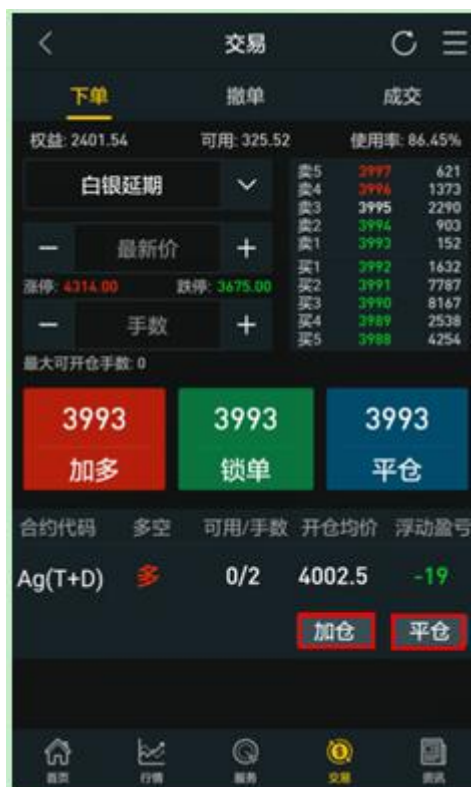 交易
下单 撤单 成交
权益: 2401.54 可用: 325.52 使用率: 86.45%
白银延期
最新价
涨停: 4314.00 跌停: 3675.00
手数
最大可开仓手数: 0
卖5 3997 621
卖4 3996 1373
卖3 3995 2290
卖2 3994 903
卖1 3993 152
买1 3992 1632
买2 3991 7787
买3 3990 8167
买4 3989 2538
买5 3988 4254
3993 3993 3993
加多 锁单 平仓
合约代码 多空 可用/手数 开仓均价 浮动盈亏
Ag(T+D) 多 0/2 4002.5 -19
加仓 平仓
首页 行情 服务 交易 资讯